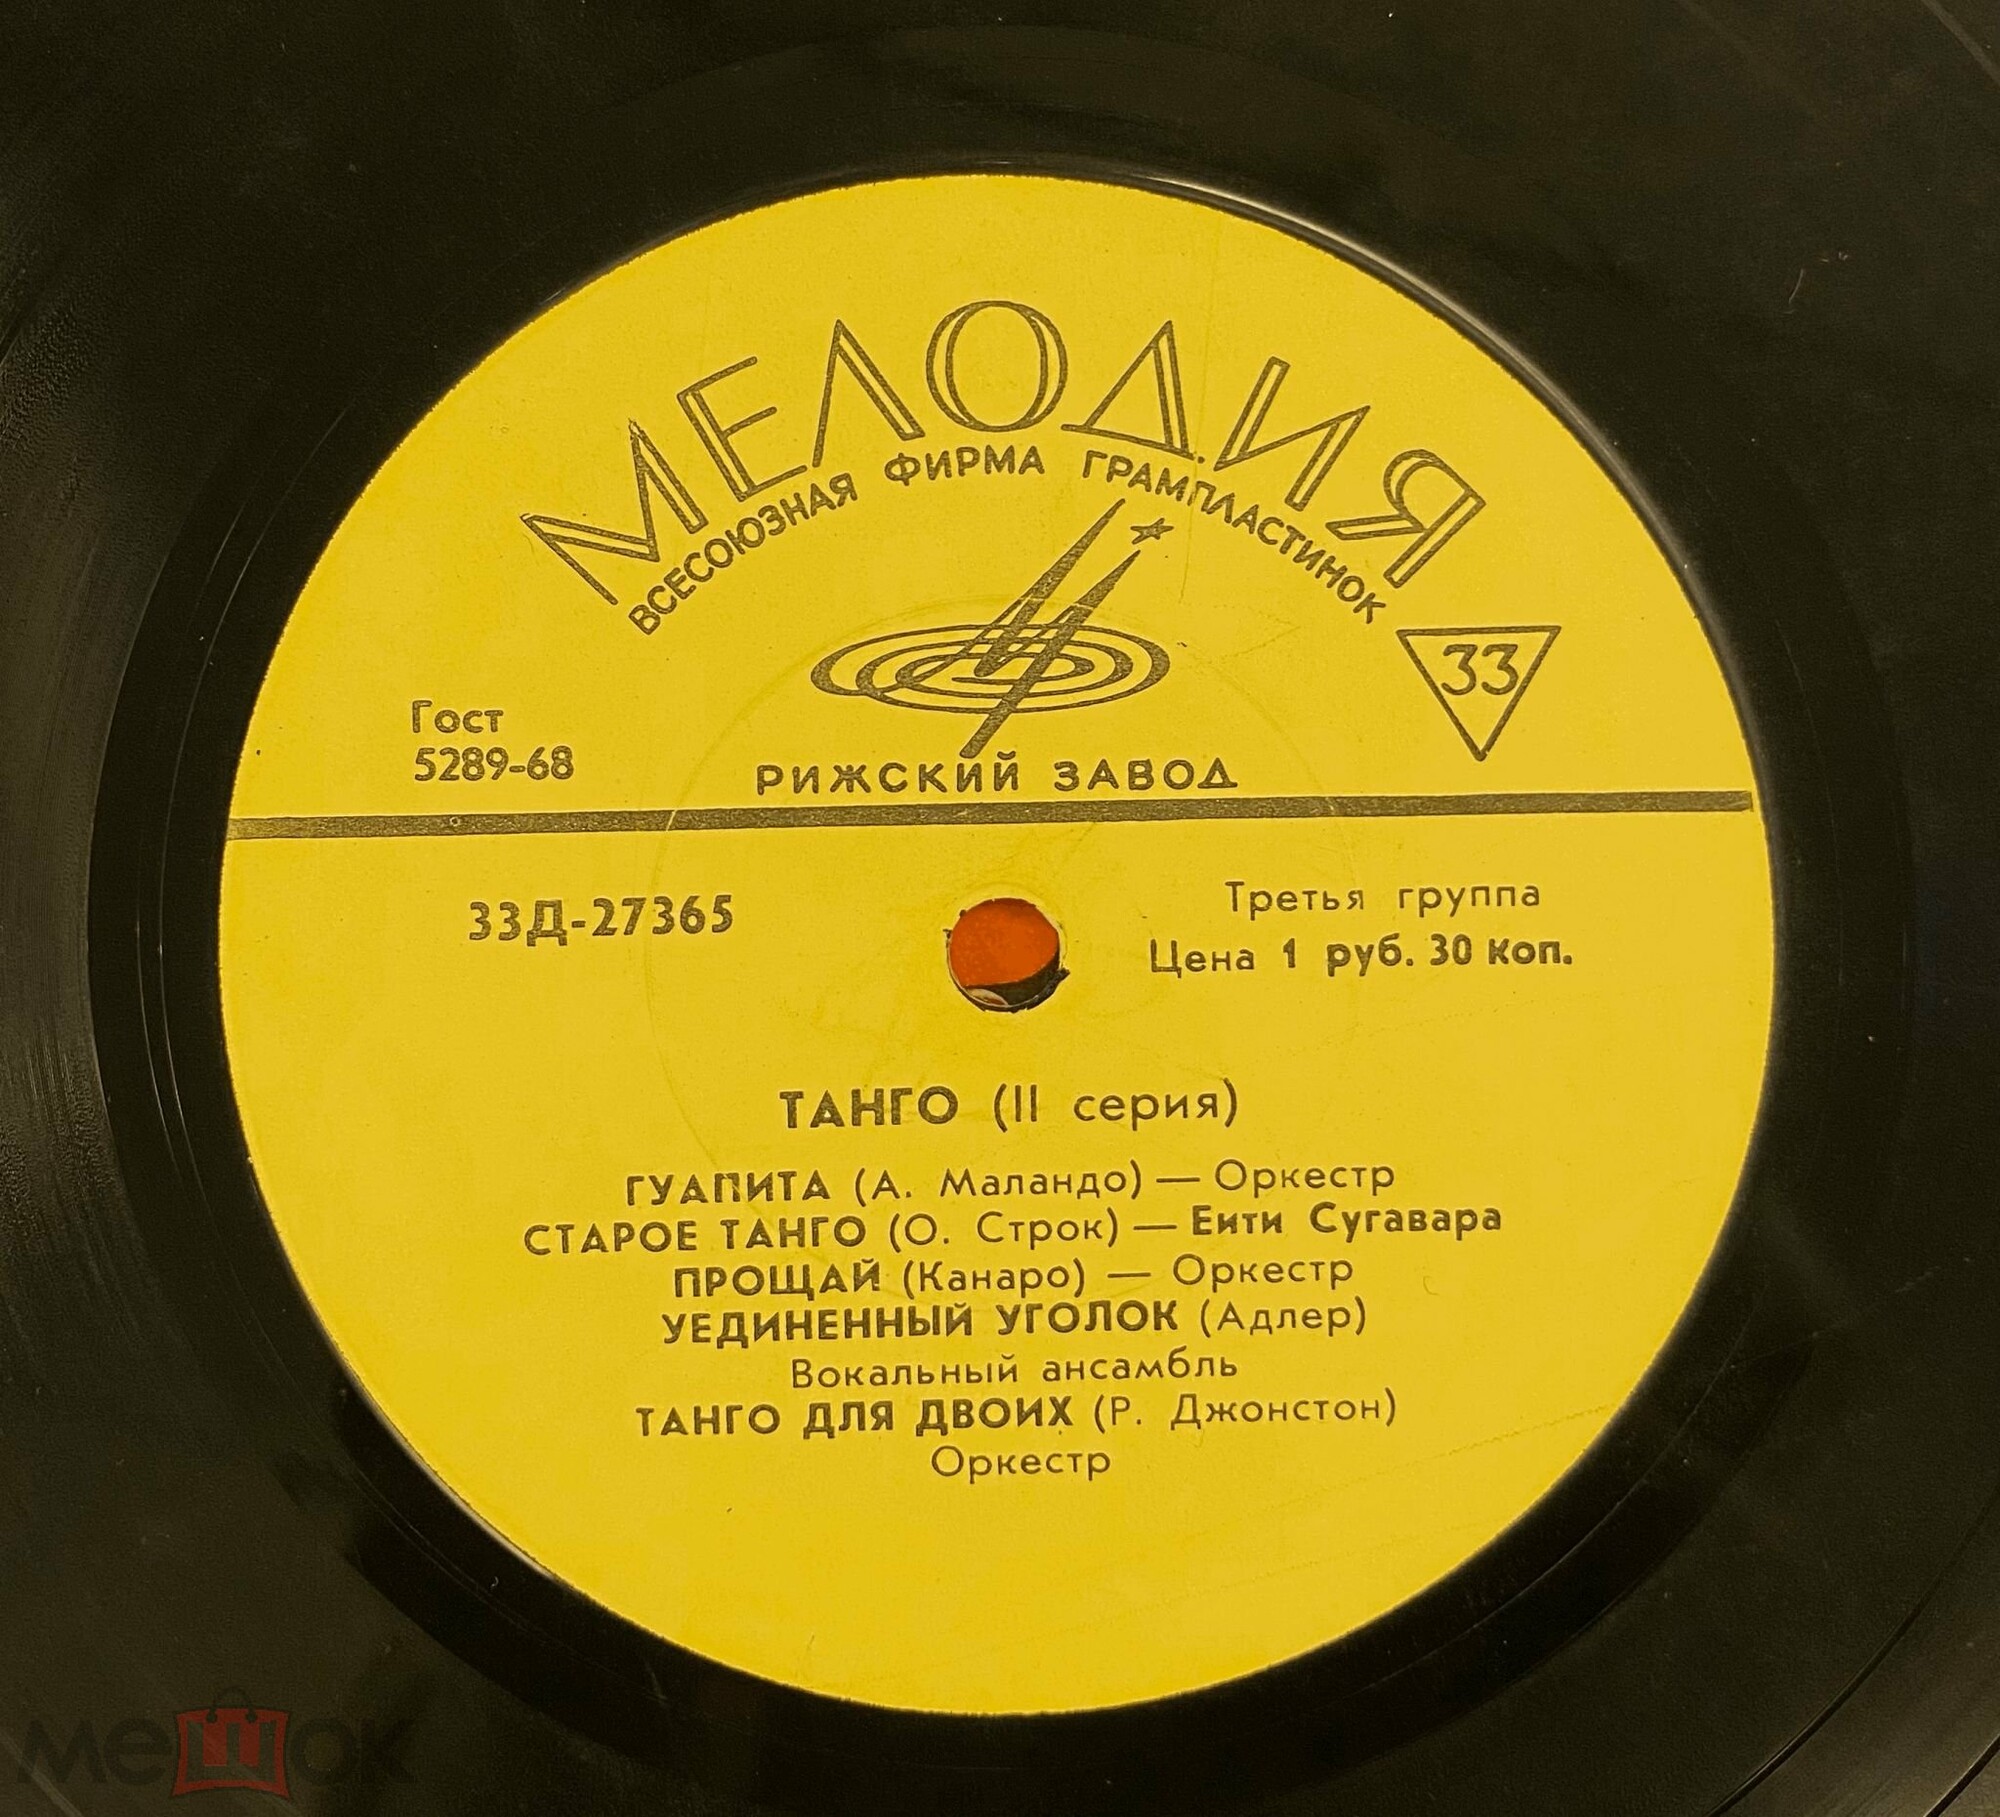 МЕЛОДИЯ
ВСЕСОЮЗНАЯ ФИРМА ГРАМПЛАСТИНОК
33
Гост
5289-68
РИЖСКИЙ ЗАВОД
33Д-27365
Третья группа
Цена 1 руб. 30 коп.
ТАНГО (II серия)
ГУАПИТА (А. Маландо) — Оркестр
СТАРОЕ ТАНГО (О. Строк) — Еити Сугавара
ПРОЩАЙ (Канаро) — Оркестр
УЕДИНЕННЫЙ УГОЛОК (Адлер)
Вокальный ансамбль
ТАНГО ДЛЯ ДВОИХ (Р. Джонстон)
Оркестр
мешок